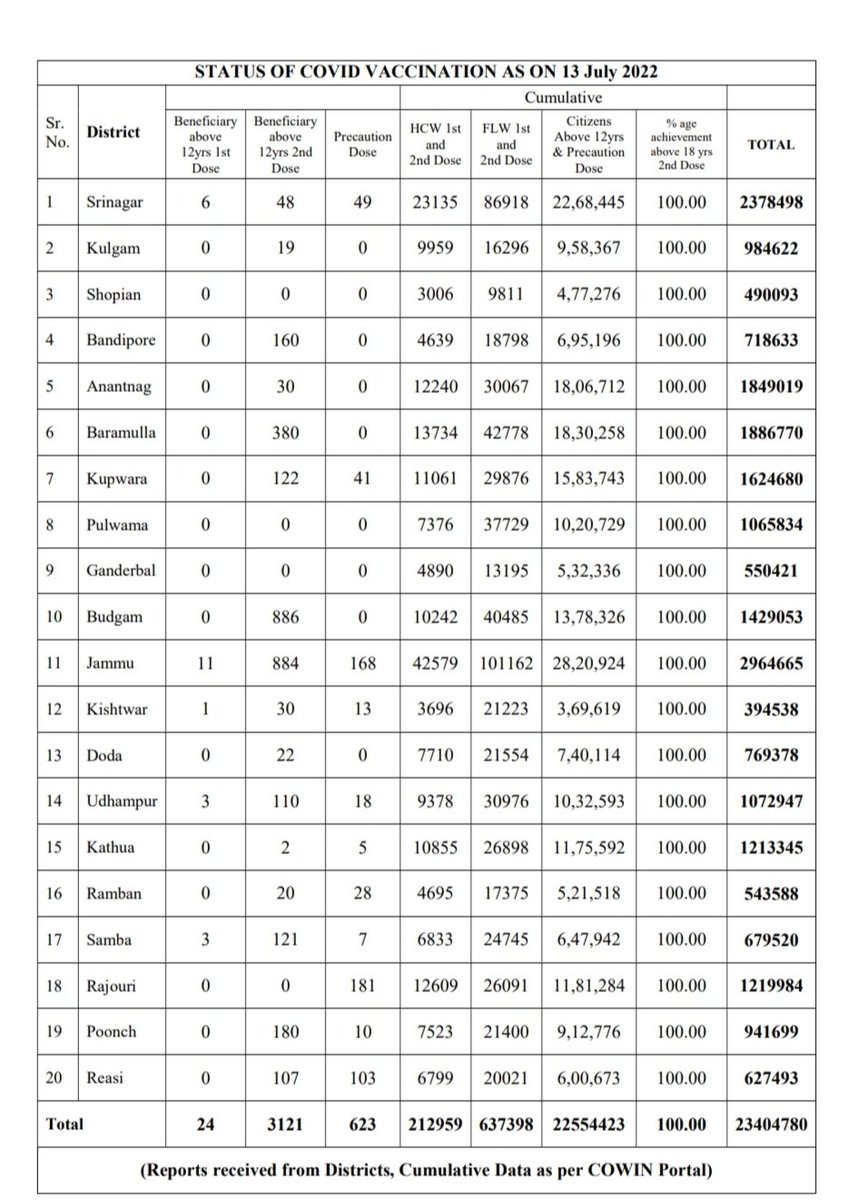 STATUS OF COVID VACCINATION AS ON 13 July 2022
Cumulative
Sr. No. District Beneficiary above 12yrs 1st Dose Beneficiary above 12yrs 2nd Dose Precaution Dose HCW 1st and 2nd Dose FLW 1st and 2nd Dose Citizens Above 12yrs & Precaution Dose % age achievement above 18 yrs 2nd Dose TOTAL
1 Srinagar 6 48 49 23135 86918 22,68,445 100.00 2378498
2 Kulgam 0 19 0 9959 16296 9,58,367 100.00 984622
3 Shopian 0 0 0 3006 9811 4,77,276 100.00 490093
4 Bandipore 0 160 0 4639 18798 6,95,196 100.00 718633
5 Anantnag 0 30 0 12240 30067 18,06,712 100.00 1849019
6 Baramulla 0 380 0 13734 42778 18,30,258 100.00 1886770
7 Kupwara 0 122 41 11061 29876 15,83,743 100.00 1624680
8 Pulwama 0 0 0 7376 37729 10,20,729 100.00 1065834
9 Ganderbal 0 0 0 4890 13195 5,32,336 100.00 550421
10 Budgam 0 886 0 10242 40485 13,78,326 100.00 1429053
11 Jammu 11 884 168 42579 101162 28,20,924 100.00 2964665
12 Kishtwar 1 30 13 3696 21223 3,69,619 100.00 394538
13 Doda 0 22 0 7710 21554 7,40,114 100.00 769378
14 Udhampur 3 110 18 9378 30976 10,32,593 100.00 1072947
15 Kathua 0 2 5 10855 26898 11,75,592 100.00 1213345
16 Ramban 0 20 28 4695 17375 5,21,518 100.00 543588
17 Samba 3 121 7 6833 24745 6,47,942 100.00 679520
18 Rajouri 0 0 181 12609 26091 11,81,284 100.00 1219984
19 Poonch 0 180 10 7523 21400 9,12,776 100.00 941699
20 Reasi 0 107 103 6799 20021 6,00,673 100.00 627493
Total 24 3121 623 212959 637398 22554423 100.00 23404780
(Reports received from Districts, Cumulative Data as per COWIN Portal)